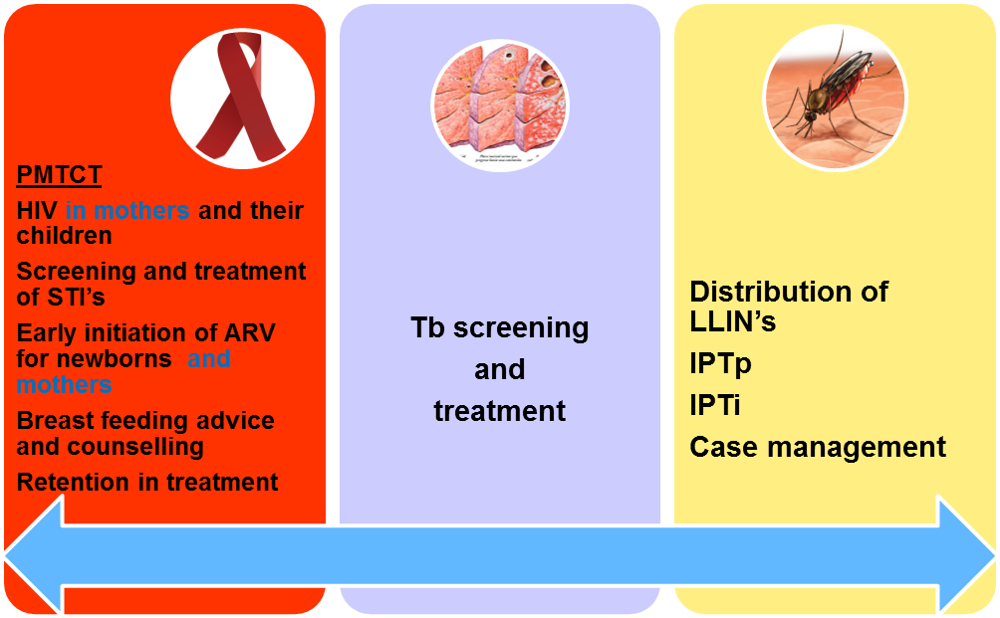 PMTCT
HIV in mothers and their
children
Screening and treatment
of STI's
Early initiation of ARV
for newborns and
mothers
Breast feeding advice
and counselling
Retention in treatment
Tb screening
and
treatment
Distribution of
LLIN's
IPTp
IPTi
Case management